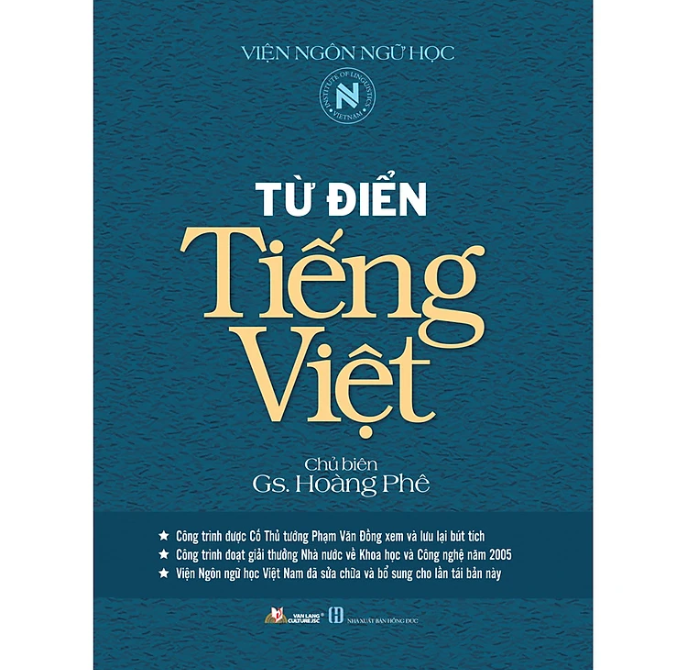 VIỆN NGÔN NGỮ HỌC
INSTITUTE OF LINGUISTICS
VIETNAM
TỪ ĐIỂN
Tiếng
Việt
Chủ biên
Gs. Hoàng Phê
Công trình được Cố Thủ tướng Phạm Văn Đồng xem và lưu lại bút tích
Công trình đoạt giải thưởng Nhà nước về Khoa học và Công nghệ năm 2005
Viện Ngôn ngữ học Việt Nam đã sửa chữa và bổ sung cho lần tái bản này
VAN LANG
CULTURE.JSC
NHÀ XUẤT BẢN HỒNG ĐỨC